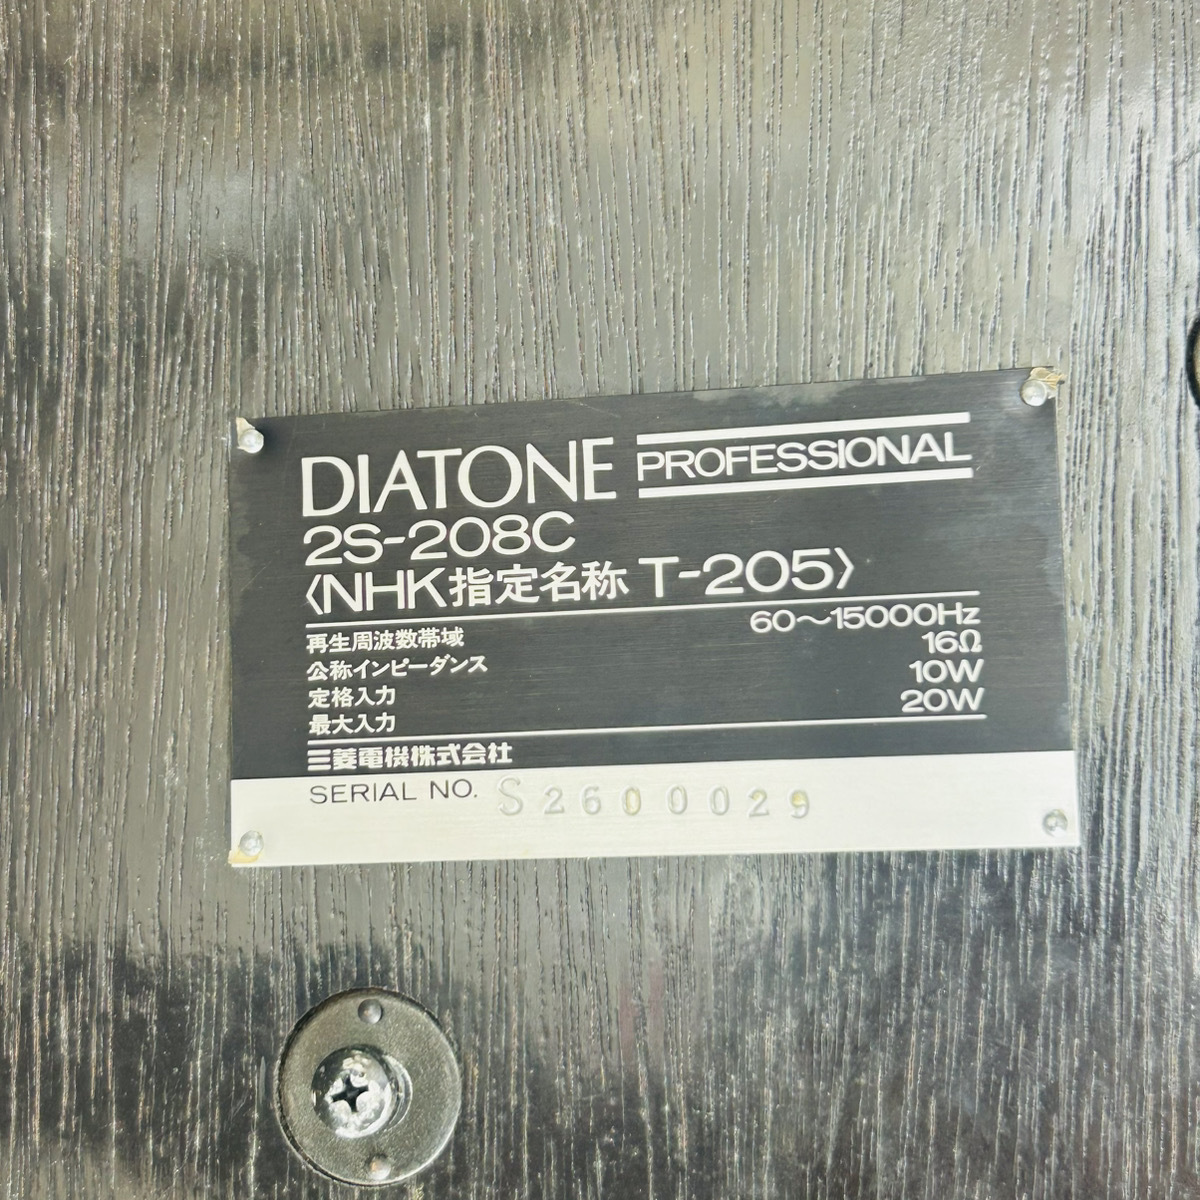 DIATONE PROFESSIONAL
2S-208C
〈NHK指定名称 T-205〉
再生周波数帯域 60〜15000Hz
公称インピーダンス 16Ω
定格入力 10W
最大入力 20W
三菱電機株式会社
SERIAL NO. S2600029